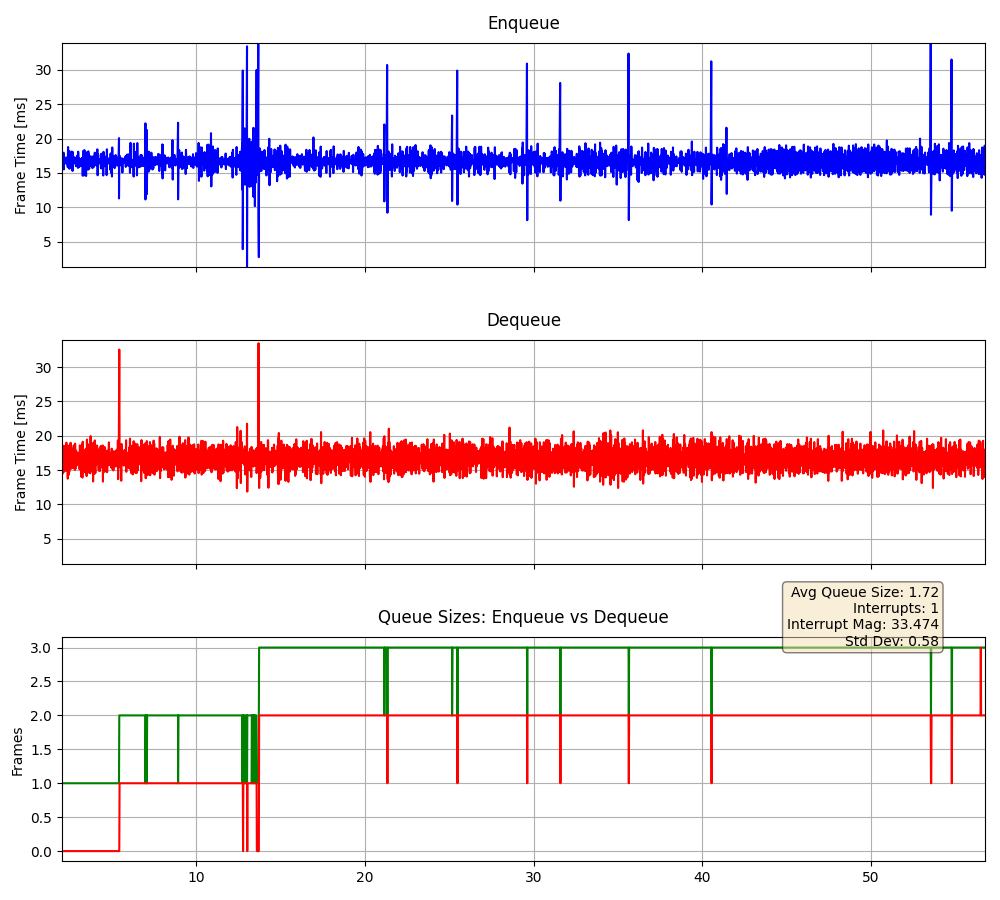 Enqueue
Frame Time [ms]
30
25
20
15
10
5
Dequeue
Frame Time [ms]
30
25
20
15
10
5
Avg Queue Size: 1.72
Interrupts: 1
Interrupt Mag: 33.474
Std Dev: 0.58
Queue Sizes: Enqueue vs Dequeue
Frames
3.0
2.5
2.0
1.5
1.0
0.5
0.0
10 20 30 40 50